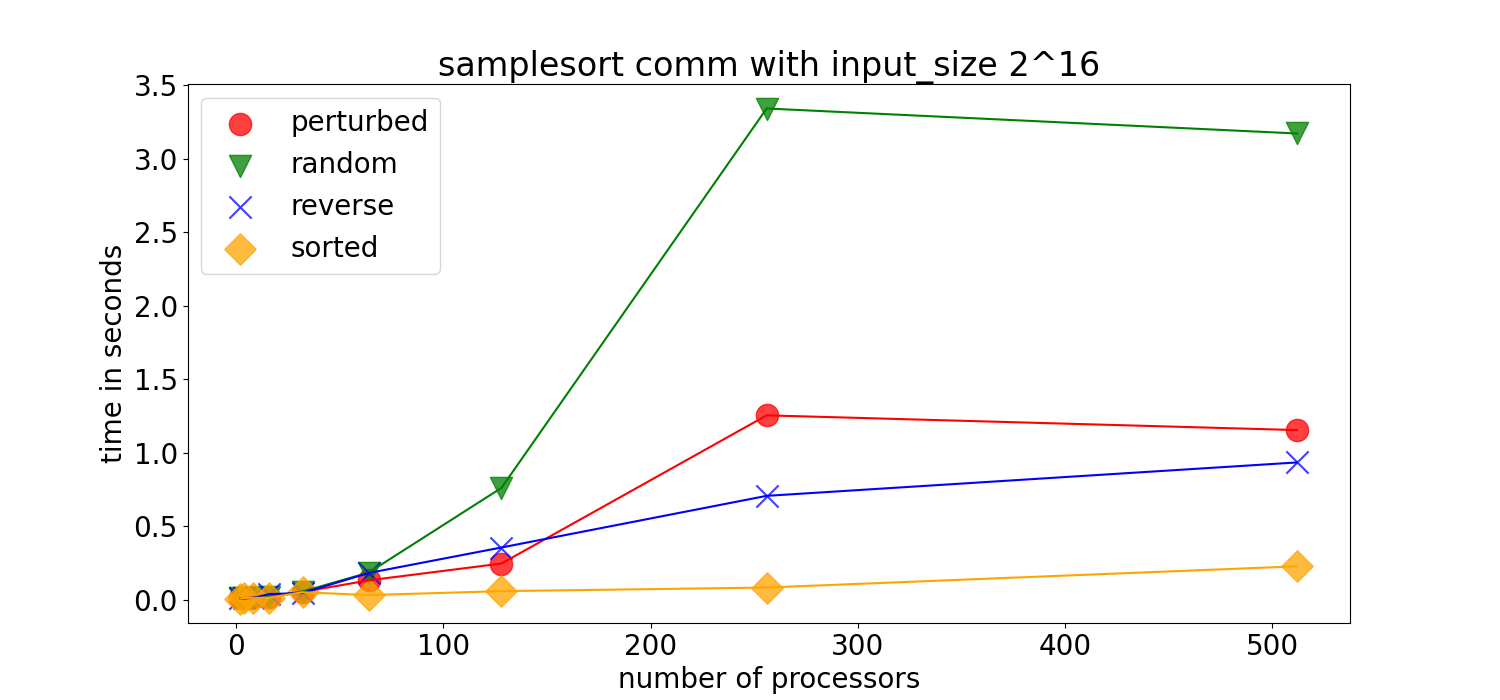 samplesort comm with input_size 2^16
3.5
3.0
2.5
2.0
1.5
1.0
0.5
0.0
time in seconds
perturbed
random
reverse
sorted
0 100 200 300 400 500
number of processors